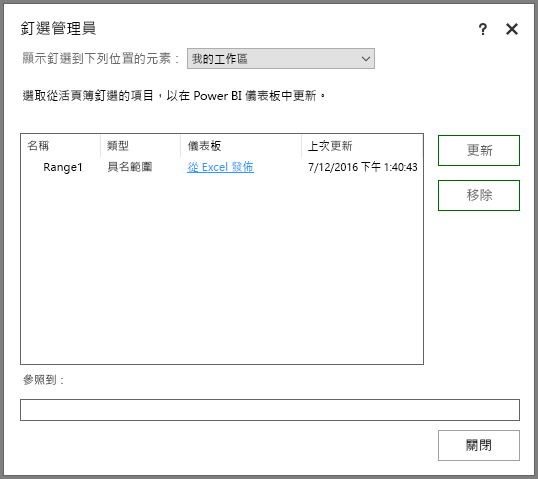 釘選管理員
?
顯示釘選到下列位置的元素： 我的工作區
選取從活頁簿釘選的項目，以在 Power BI 儀表板中更新。
名稱 類型 儀表板 上次更新
Range1 具名範圍 從 Excel 發佈 7/12/2016 下午 1:40:43
更新
移除
參照到：
關閉